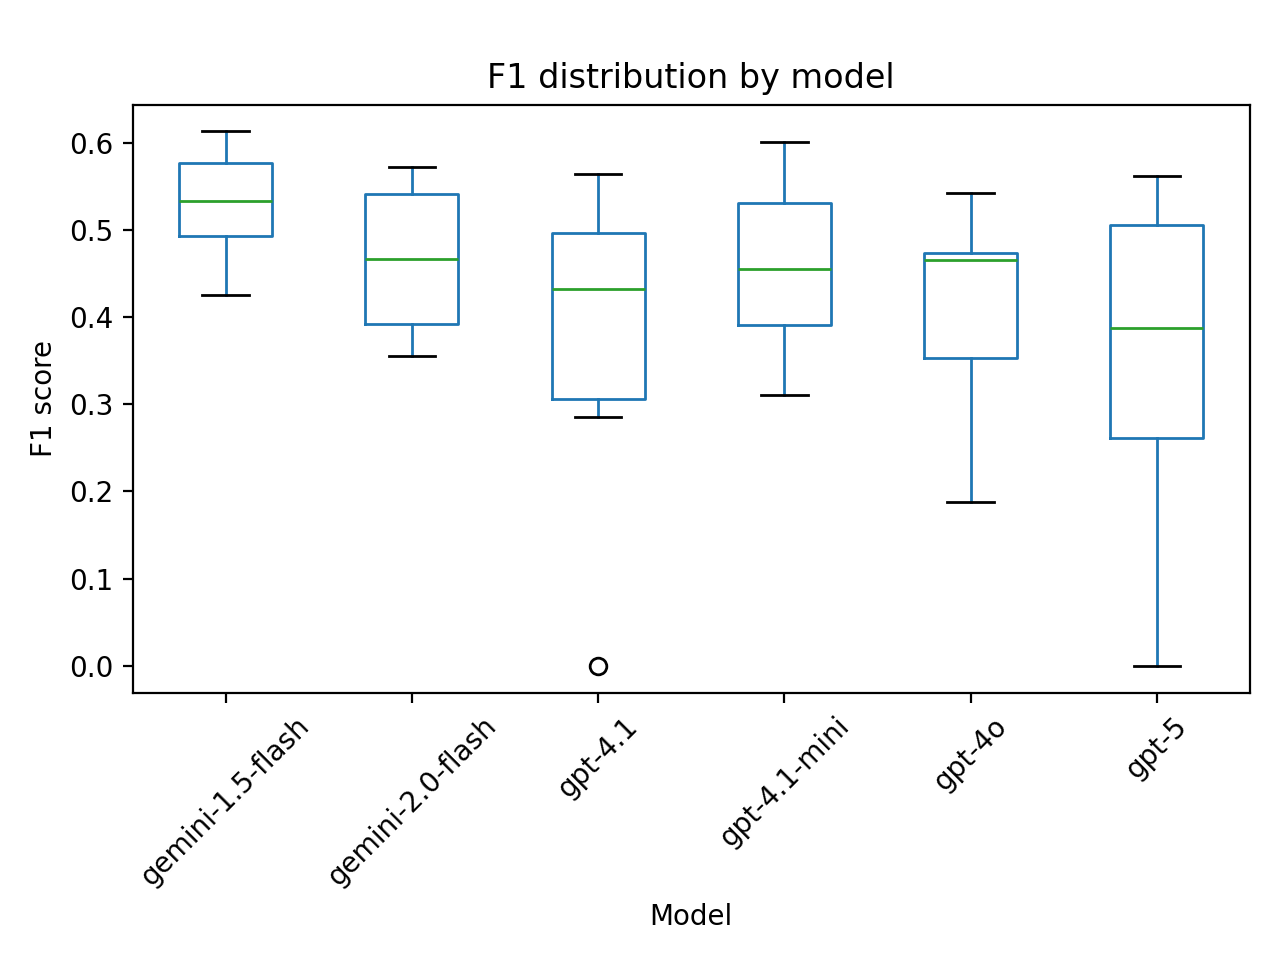 F1 distribution by model
0.6
0.5
0.4
0.3
0.2
0.1
0.0
F1 score
gemini-1.5-flash
gemini-2.0-flash
gpt-4.1
gpt-4.1-mini
gpt-4o
gpt-5
Model